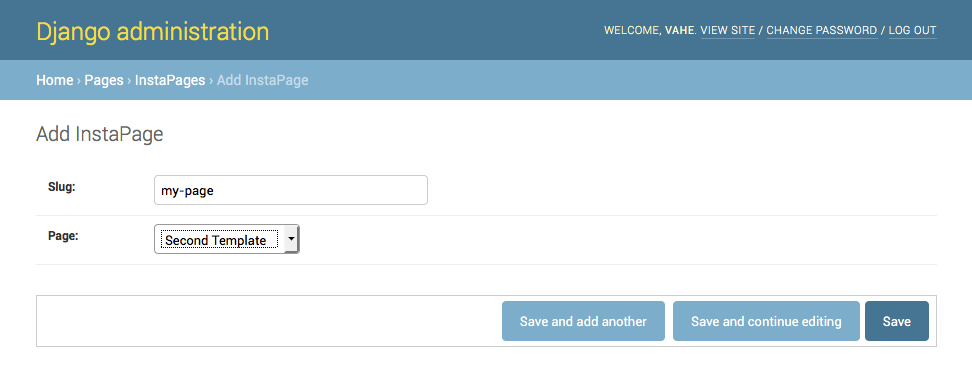 Django administration
WELCOME, VAHE. VIEW SITE / CHANGE PASSWORD / LOG OUT
Home › Pages › InstaPages › Add InstaPage
Add InstaPage
Slug:
my-page
Page:
Second Template
Save and add another
Save and continue editing
Save